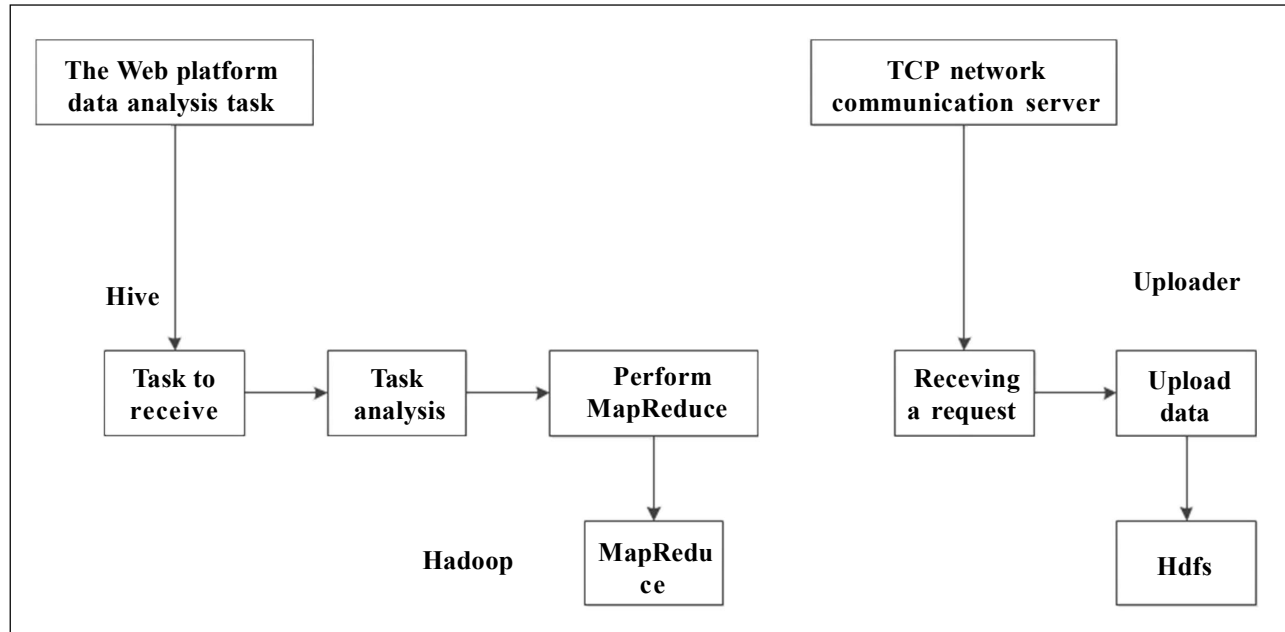 The Web platform
data analysis task
TCP network
communication server
Hive
Uploader
Task to
receive
Task
analysis
Perform
MapReduce
Receving
a request
Upload
data
Hadoop
MapRedu
ce
Hdfs